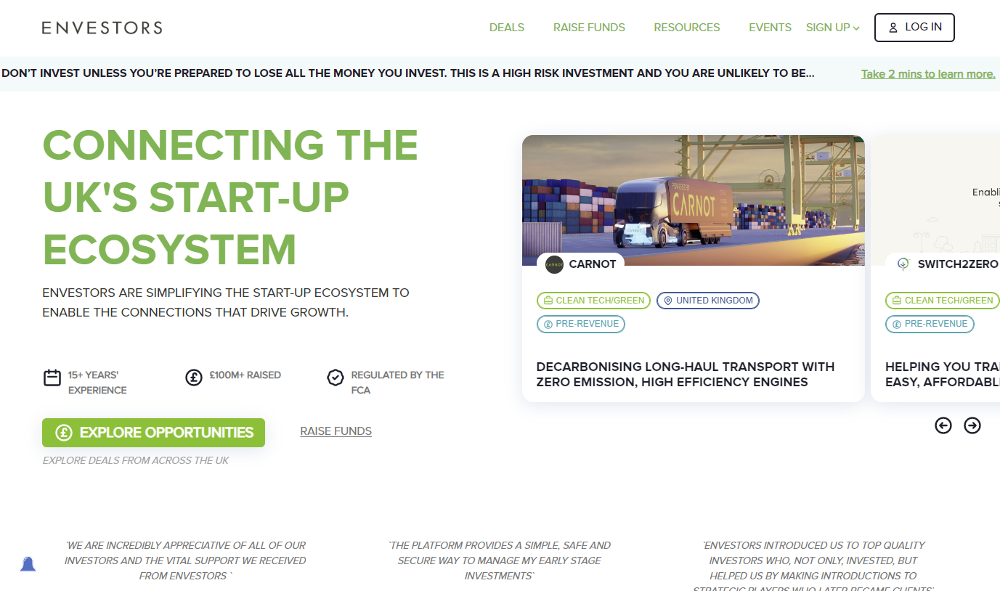 ENVESTORS
DEALS
RAISE FUNDS
RESOURCES
EVENTS
SIGN UP
LOG IN
DON'T INVEST UNLESS YOU'RE PREPARED TO LOSE ALL THE MONEY YOU INVEST. THIS IS A HIGH RISK INVESTMENT AND YOU ARE UNLIKELY TO BE...
Take 2 mins to learn more.
CONNECTING THE
UK'S START-UP
ECOSYSTEM
ENVESTORS ARE SIMPLIFYING THE START-UP ECOSYSTEM TO
ENABLE THE CONNECTIONS THAT DRIVE GROWTH.
15+ YEARS'
EXPERIENCE
£100M+ RAISED
REGULATED BY THE
FCA
EXPLORE OPPORTUNITIES
RAISE FUNDS
EXPLORE DEALS FROM ACROSS THE UK
POWERED BY
CARNOT
CARNOT
CARNOT
CARNOT
CLEAN TECH/GREEN
UNITED KINGDOM
PRE-REVENUE
DECARBONISING LONG-HAUL TRANSPORT WITH
ZERO EMISSION, HIGH EFFICIENCY ENGINES
Enabli
SWITCH2ZERO
CLEAN TECH/GREEN
PRE-REVENUE
HELPING YOU TRA
EASY, AFFORDABL
`WE ARE INCREDIBLY APPRECIATIVE OF ALL OF OUR
INVESTORS AND THE VITAL SUPPORT WE RECEIVED
FROM ENVESTORS `
`THE PLATFORM PROVIDES A SIMPLE, SAFE AND
SECURE WAY TO MANAGE MY EARLY STAGE
INVESTMENTS`
`ENVESTORS INTRODUCED US TO TOP QUALITY
INVESTORS WHO, NOT ONLY, INVESTED, BUT
HELPED US BY MAKING INTRODUCTIONS TO
STRATEGIC PLAYERS WHO LATER BECAME CLIENTS`